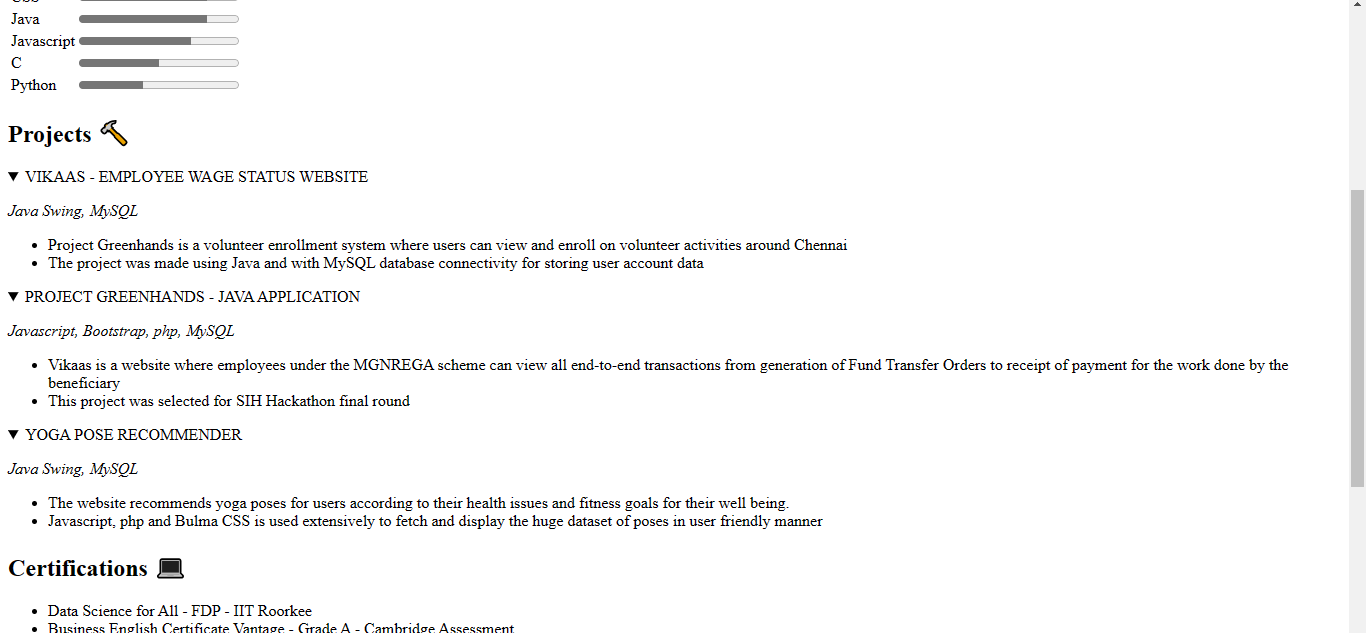 CSS
Java
Javascript
C
Python
Projects
VIKAAS - EMPLOYEE WAGE STATUS WEBSITE
Java Swing, MySQL
Project Greenhands is a volunteer enrollment system where users can view and enroll on volunteer activities around Chennai
The project was made using Java and with MySQL database connectivity for storing user account data
PROJECT GREENHANDS - JAVA APPLICATION
Javascript, Bootstrap, php, MySQL
Vikaas is a website where employees under the MGNREGA scheme can view all end-to-end transactions from generation of Fund Transfer Orders to receipt of payment for the work done by the
beneficiary
This project was selected for SIH Hackathon final round
YOGA POSE RECOMMENDER
Java Swing, MySQL
The website recommends yoga poses for users according to their health issues and fitness goals for their well being.
Javascript, php and Bulma CSS is used extensively to fetch and display the huge dataset of poses in user friendly manner
Certifications
Data Science for All - FDP - IIT Roorkee
Business English Certificate Vantage - Grade A - Cambridge Assessment